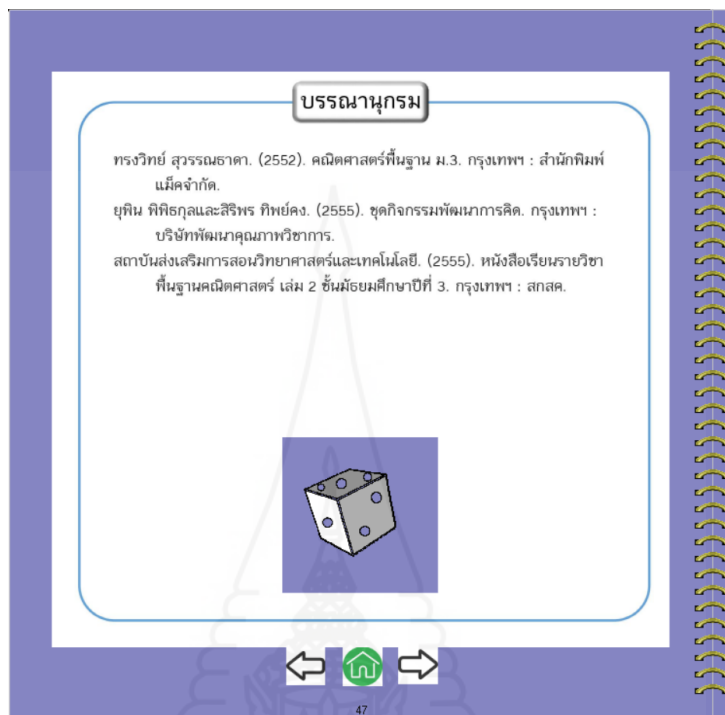 บรรณานุกรม
ทรงวิทย์ สุวรรณธาดา. (2552). คณิตศาสตร์พื้นฐาน ม.3. กรุงเทพฯ : สำนักพิมพ์
แม็คจำกัด.
ยุพิน พิพิธกุลและสิริพร ทิพย์คง. (2555). ชุดกิจกรรมพัฒนาการคิด. กรุงเทพฯ :
บริษัทพัฒนาคุณภาพวิชาการ.
สถาบันส่งเสริมการสอนวิทยาศาสตร์และเทคโนโลยี. (2555). หนังสือเรียนรายวิชา
พื้นฐานคณิตศาสตร์ เล่ม 2 ชั้นมัธยมศึกษาปีที่ 3. กรุงเทพฯ : สกสค.
47